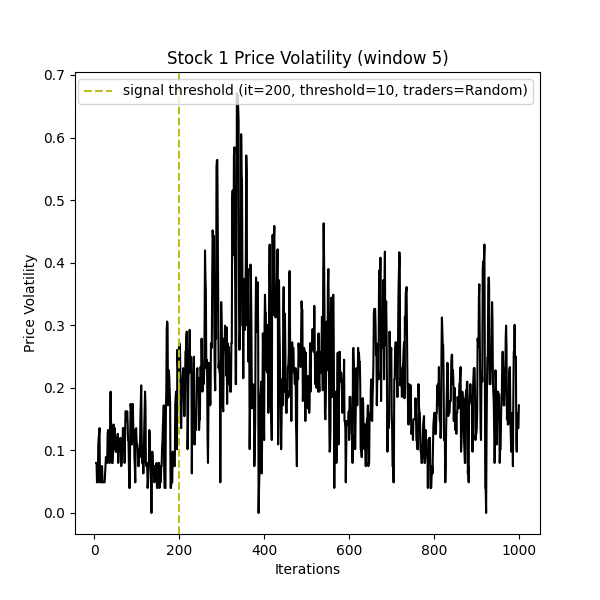 Stock 1 Price Volatility (window 5)
signal threshold (it=200, threshold=10, traders=Random)
Price Volatility
0.7
0.6
0.5
0.4
0.3
0.2
0.1
0.0
0 200 400 600 800 1000
Iterations